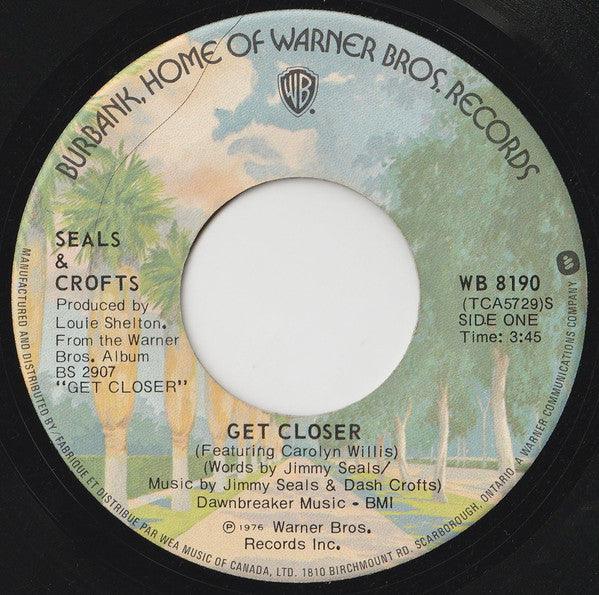 BURBANK, HOME OF WARNER BROS. RECORDS
WB
SEALS
&
CROFTS
Produced by
Louie Shelton.
From the Warner
Bros. Album
BS 2907
"GET CLOSER"
WB 8190
(TCA5729)S
SIDE ONE
Time: 3:45
GET CLOSER
(Featuring Carolyn Willis)
(Words by Jimmy Seals/
Music by Jimmy Seals & Dash Crofts)
Dawnbreaker Music - BMI
℗ 1976 Warner Bros.
Records Inc.
MANUFACTURED AND DISTRIBUTED BY/FABRIQUE ET DISTRIBUE PAR WEA MUSIC OF CANADA, LTD. 1810 BIRCHMOUNT RD. SCARBOROUGH, ONTARIO, A WARNER COMMUNICATIONS COMPANY